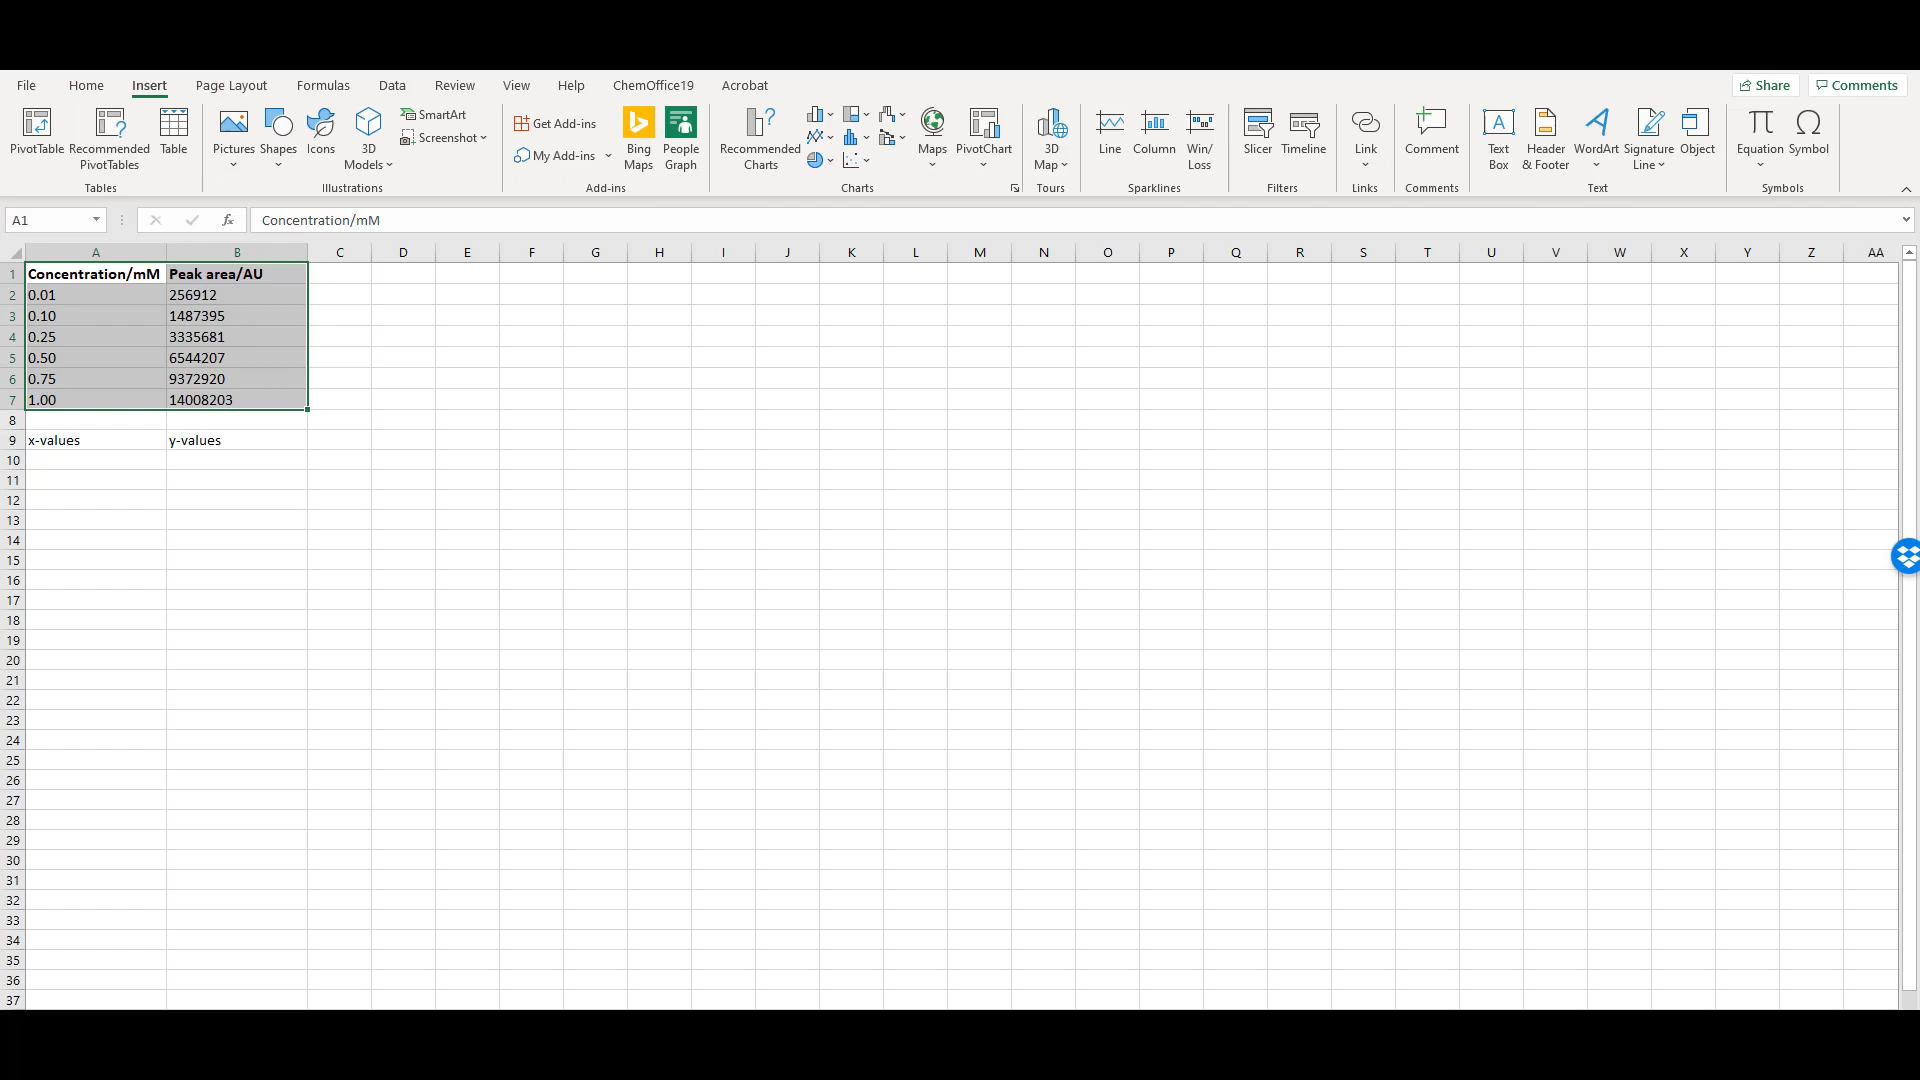 File Home Insert Page Layout Formulas Data Review View Help ChemOffice19 Acrobat Share Comments
PivotTable
Recommended PivotTables
Table
Tables
Pictures
Shapes
Icons
3D Models
SmartArt
Screenshot
Illustrations
Get Add-ins
My Add-ins
Bing Maps
People Graph
Add-ins
Recommended Charts
Maps
PivotChart
Charts
3D Map
Tours
Line
Column
Win/ Loss
Sparklines
Slicer
Timeline
Filters
Link
Links
Comment
Comments
Text Box
Header & Footer
WordArt
Signature Line
Object
Text
Equation
Symbol
Symbols
A1 fx Concentration/mM
A B C D E F G H I J K L M N O P Q R S T U V W X Y Z AA
1 Concentration/mM Peak area/AU
2 0.01 256912
3 0.10 1487395
4 0.25 3335681
5 0.50 6544207
6 0.75 9372920
7 1.00 14008203
8
9 x-values y-values
10
11
12
13
14
15
16
17
18
19
20
21
22
23
24
25
26
27
28
29
30
31
32
33
34
35
36
37